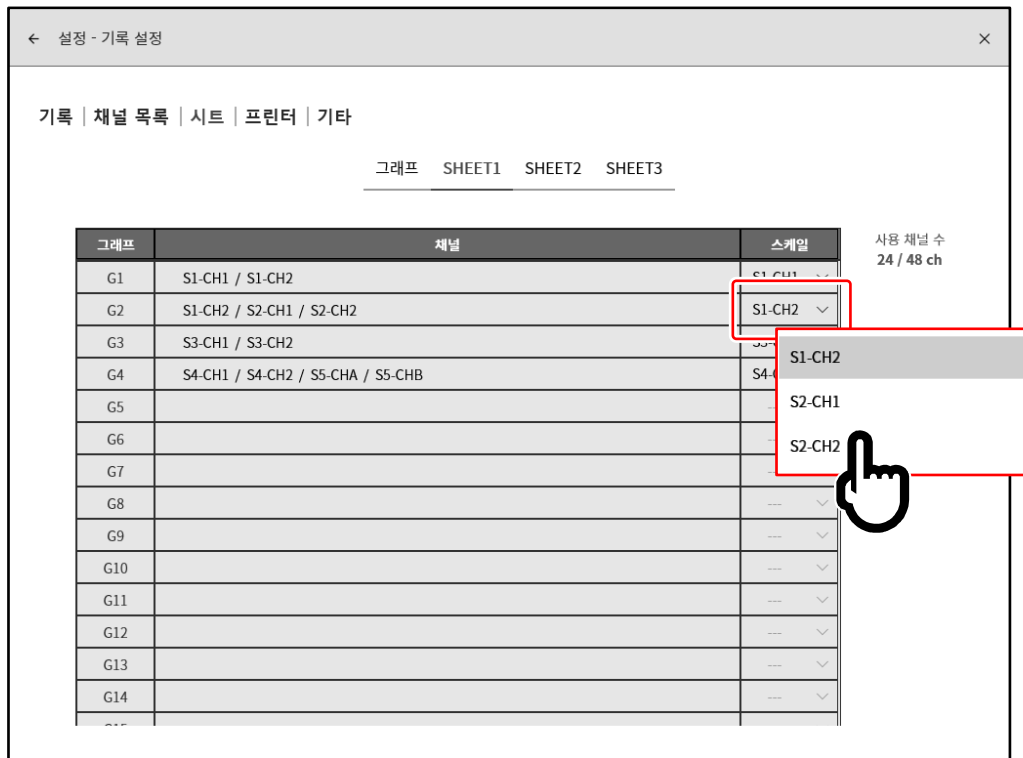 ← 설정 - 기록 설정 ×
기록 | 채널 목록 | 시트 | 프린터 | 기타
그래프 SHEET1 SHEET2 SHEET3
사용 채널 수
24 / 48 ch
그래프 채널 스케일
G1 S1-CH1 / S1-CH2 S1-CH1
G2 S1-CH2 / S2-CH1 / S2-CH2 S1-CH2
G3 S3-CH1 / S3-CH2
G4 S4-CH1 / S4-CH2 / S5-CHA / S5-CHB
S1-CH2
S2-CH1
S2-CH2
G5
G6
G7
G8 ---
G9 ---
G10 ---
G11 ---
G12 ---
G13 ---
G14 ---